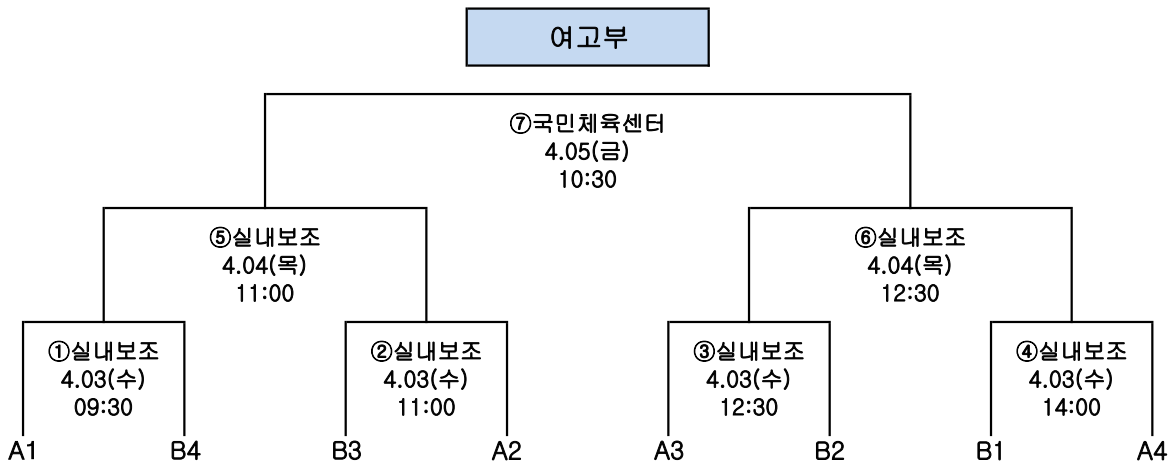 여고부
⑦국민체육센터
4.05(금)
10:30
⑤실내보조
4.04(목)
11:00
⑥실내보조
4.04(목)
12:30
①실내보조
4.03(수)
09:30
②실내보조
4.03(수)
11:00
③실내보조
4.03(수)
12:30
④실내보조
4.03(수)
14:00
A1
B4
B3
A2
A3
B2
B1
A4